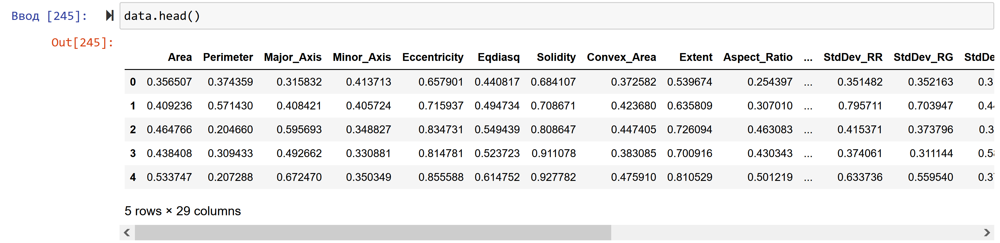 Ввод [245]: data.head()
Out[245]:
Area Perimeter Major_Axis Minor_Axis Eccentricity Eqdiasq Solidity Convex_Area Extent Aspect_Ratio ... StdDev_RR StdDev_RG StdDe
0 0.356507 0.374359 0.315832 0.413713 0.657901 0.440817 0.684107 0.372582 0.539674 0.254397 ... 0.351482 0.352163 0.3
1 0.409236 0.571430 0.408421 0.405724 0.715937 0.494734 0.708671 0.423680 0.635809 0.307010 ... 0.795711 0.703947 0.4
2 0.464766 0.204660 0.595693 0.348827 0.834731 0.549439 0.808647 0.447405 0.726094 0.463083 ... 0.415371 0.373796 0.3
3 0.438408 0.309433 0.492662 0.330881 0.814781 0.523723 0.911078 0.383085 0.700916 0.430343 ... 0.374061 0.311144 0.5
4 0.533747 0.207288 0.672470 0.350349 0.855588 0.614752 0.927782 0.475910 0.810529 0.501219 ... 0.633736 0.559540 0.3
5 rows × 29 columns